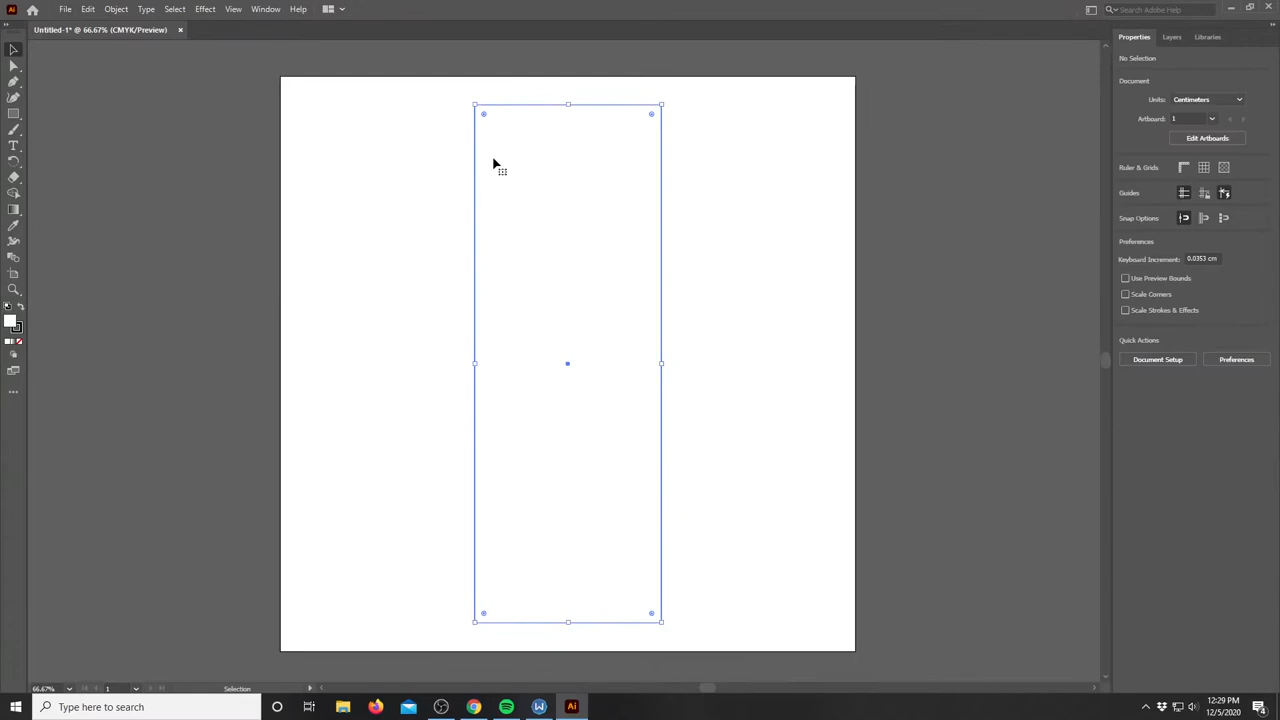 Ai File Edit Object Type Select Effect View Window Help Search Adobe Help
Untitled-1* @ 66.67% (CMYK/Preview) ×
Properties Layers Libraries
No Selection
Document
Units: Centimeters
Artboard: 1
Edit Artboards
Ruler & Grids
Guides
Snap Options
Preferences
Keyboard Increment: 0.0353 cm
Use Preview Bounds
Scale Corners
Scale Strokes & Effects
Quick Actions
Document Setup Preferences
66.67% 1 Selection
Type here to search Ai 12:29 PM
12/5/2020